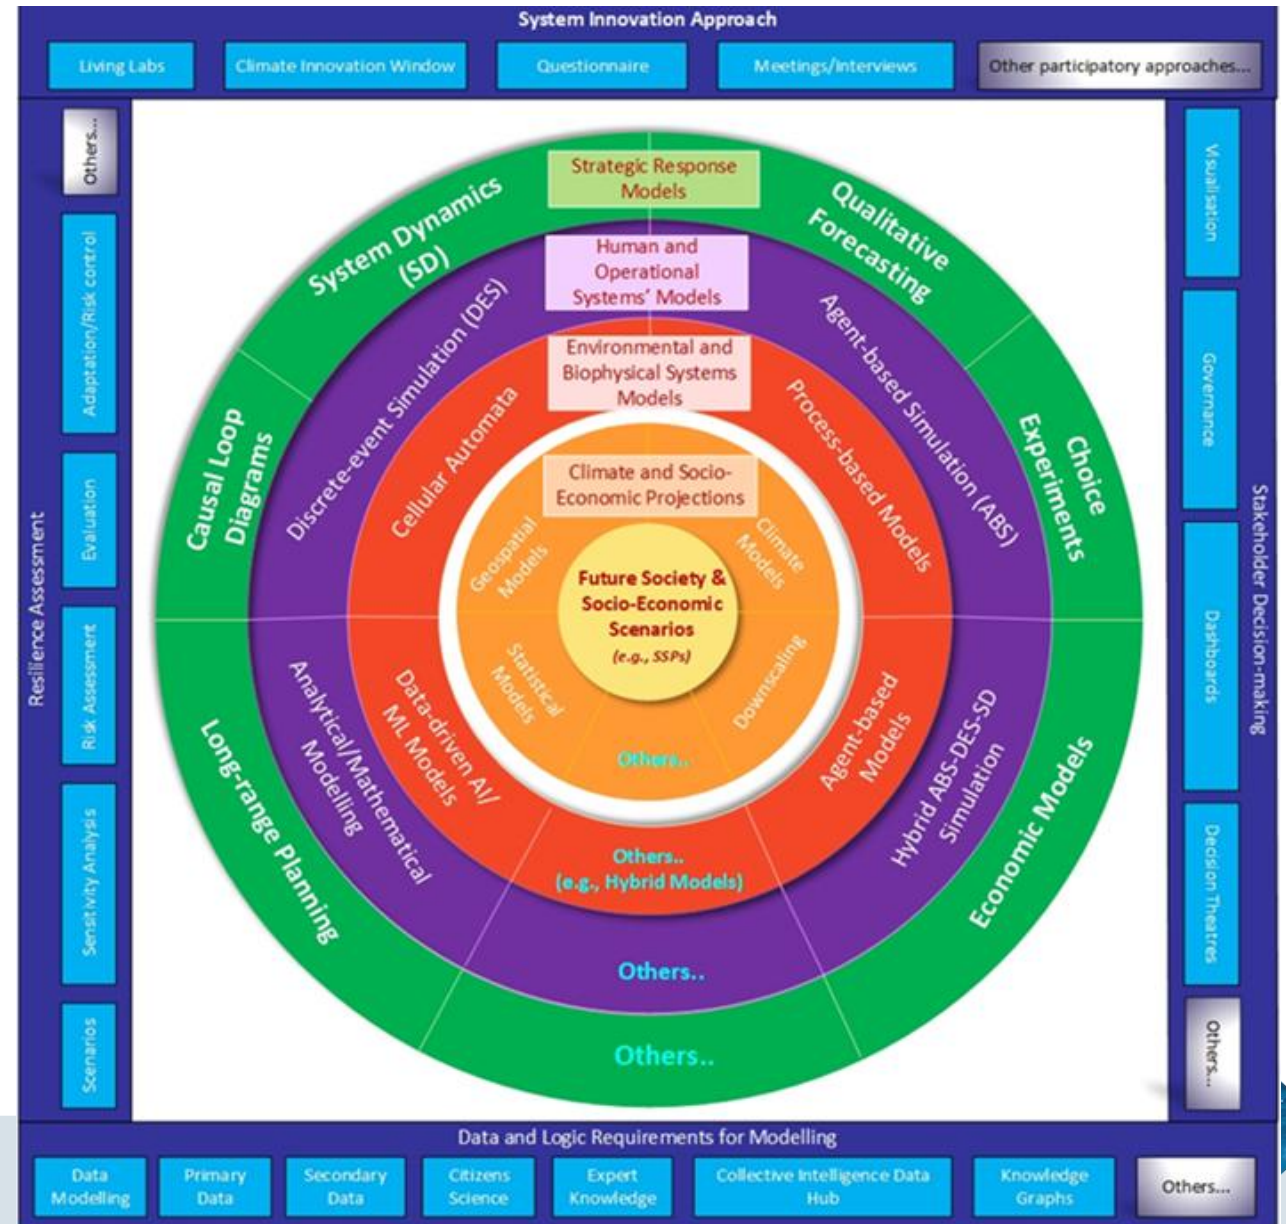 System Innovation Approach
Living Labs
Climate Innovation Window
Questionnaire
Meetings/Interviews
Other participatory approaches...
Resilience Assessment
Others...
Adaptation/Risk control
Evaluation
Risk Assessment
Sensitivity Analysis
Scenarios
Strategic Response
Models
System Dynamics
(SD)
Qualitative
Forecasting
Causal Loop
Diagrams
Choice
Experiments
Long-range Planning
Economic Models
Others..
Human and
Operational
Systems' Models
Discrete-event Simulation (DES)
Agent-based Simulation (ABS)
Analytical/Mathematical
Modelling
Hybrid ABS-DES-SD
Simulation
Others..
Environmental and
Biophysical Systems
Models
Cellular Automata
Process-based Models
Data-driven AI/
ML Models
Agent-based
Models
Others..
(e.g., Hybrid Models)
Climate and Socio-
Economic Projections
Geospatial
Models
Climate
Models
Statistical
Models
Downscaling
Others..
Future Society &
Socio-Economic
Scenarios
(e.g., SSPs)
Stakeholder Decision-making
Visualisation
Governance
Dashboards
Decision Theatres
Others...
Data and Logic Requirements for Modelling
Data
Modelling
Primary
Data
Secondary
Data
Citizens
Science
Expert
Knowledge
Collective Intelligence Data
Hub
Knowledge
Graphs
Others...